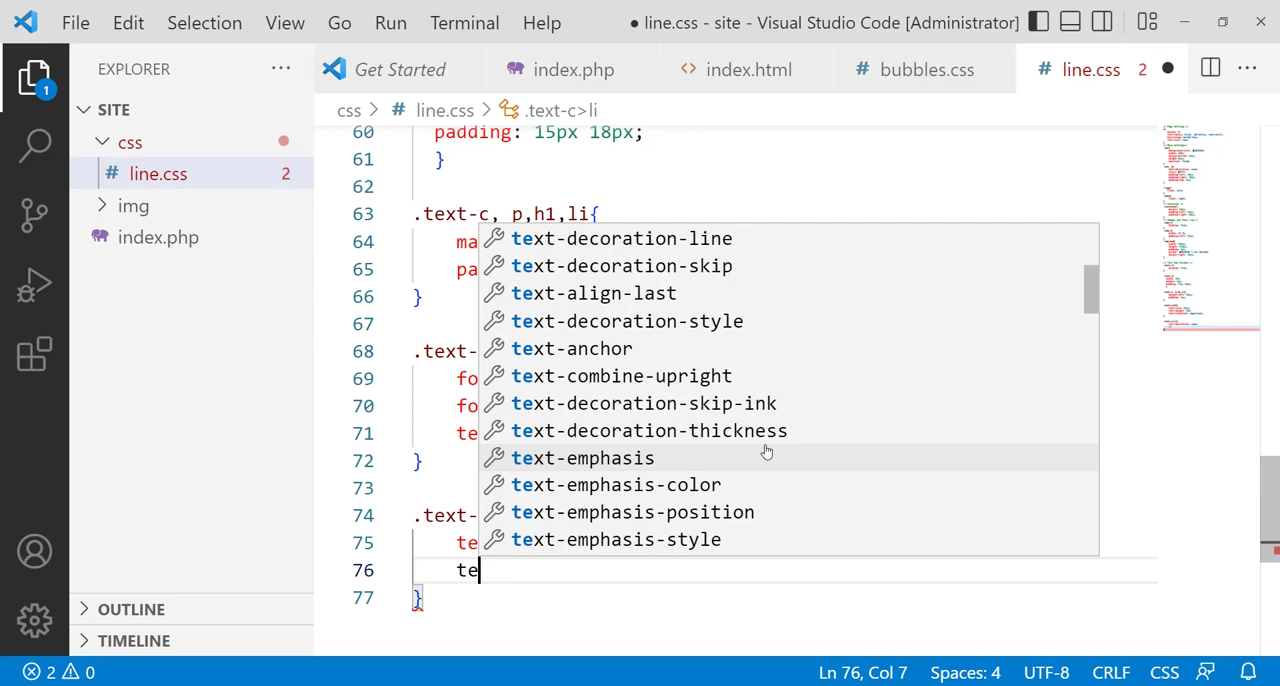 File Edit Selection View Go Run Terminal Help
● line.css - site - Visual Studio Code [Administrator]
1
EXPLORER ···
SITE
css
# line.css 2
img
index.php
OUTLINE
TIMELINE
Get Started index.php <> index.html # bubbles.css # line.css 2 ● ···
css > # line.css > .text-c>li
60 padding: 15px 18px;
61 }
62
63 .text-c, p,h1,li{
64 ma
65 pa
66 }
67
68 .text-
69 fo
70 fo
71 te
72 }
73
74 .text-
75 te
76 te
77 }
text-decoration-line
text-decoration-skip
text-align-last
text-decoration-style
text-anchor
text-combine-upright
text-decoration-skip-ink
text-decoration-thickness
text-emphasis
text-emphasis-color
text-emphasis-position
text-emphasis-style
2 0 Ln 76, Col 7 Spaces: 4 UTF-8 CRLF CSS